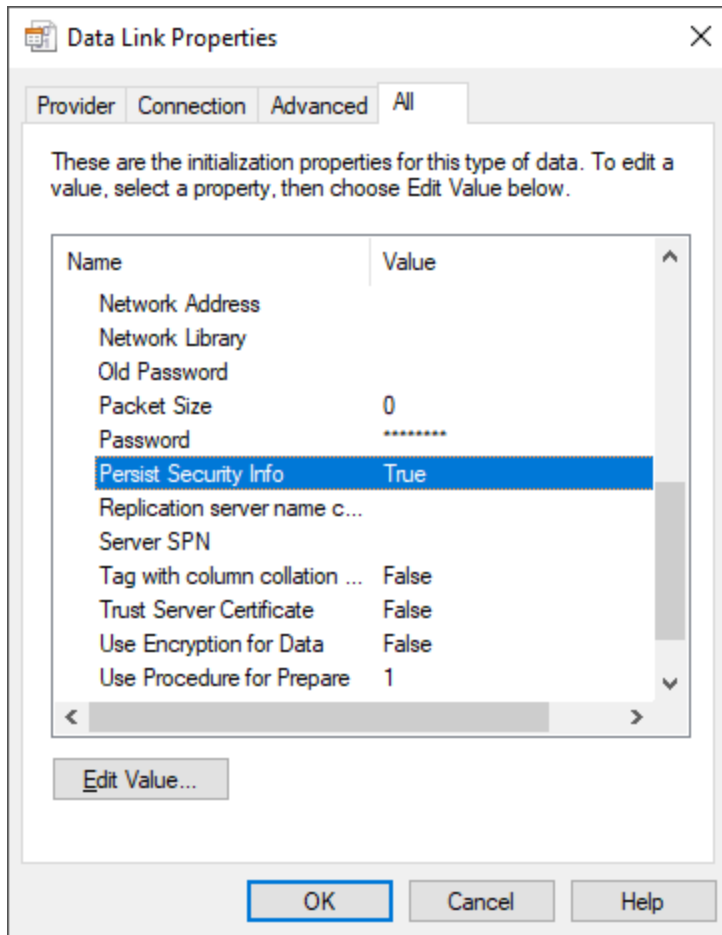 Data Link Properties
Provider Connection Advanced All
These are the initialization properties for this type of data. To edit a
value, select a property, then choose Edit Value below.
Name Value
Network Address
Network Library
Old Password
Packet Size 0
Password ********
Persist Security Info True
Replication server name c...
Server SPN
Tag with column collation ... False
Trust Server Certificate False
Use Encryption for Data False
Use Procedure for Prepare 1
Edit Value...
OK Cancel Help